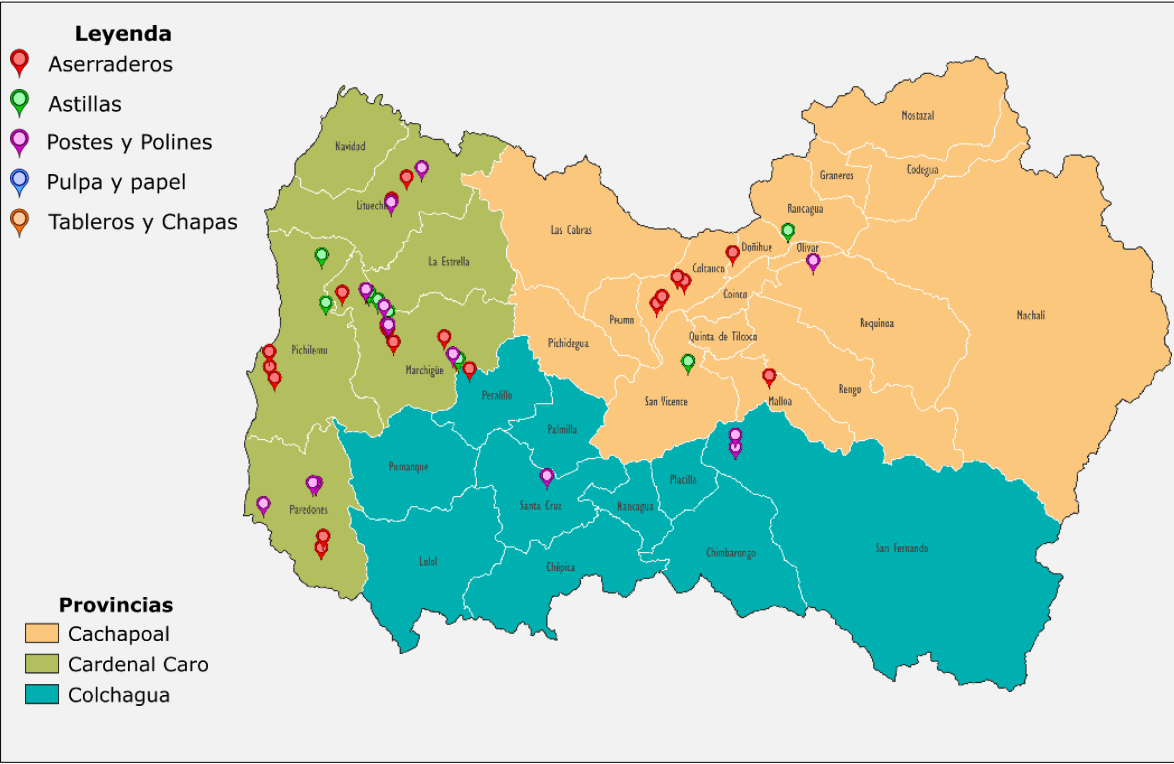 Leyenda
Aserraderos
Astillas
Postes y Polines
Pulpa y papel
Tableros y Chapas
Mostazal
Navidad
Codegua
Graneros
Litueche
Rancagua
Las Cabras
Doñihue
Olivar
La Estrella
Coltauco
Coinco
Machalí
Peumo
Requinoa
Quinta de Tilcoco
Pichilemu
Pichidegua
Marchigüe
Rengo
Peralillo
San Vicente
Malloa
Palmilla
Pumanque
Placilla
Santa Cruz
Nancagua
Paredones
San Fernando
Chimbarongo
Lolol
Chépica
Provincias
Cachapoal
Cardenal Caro
Colchagua